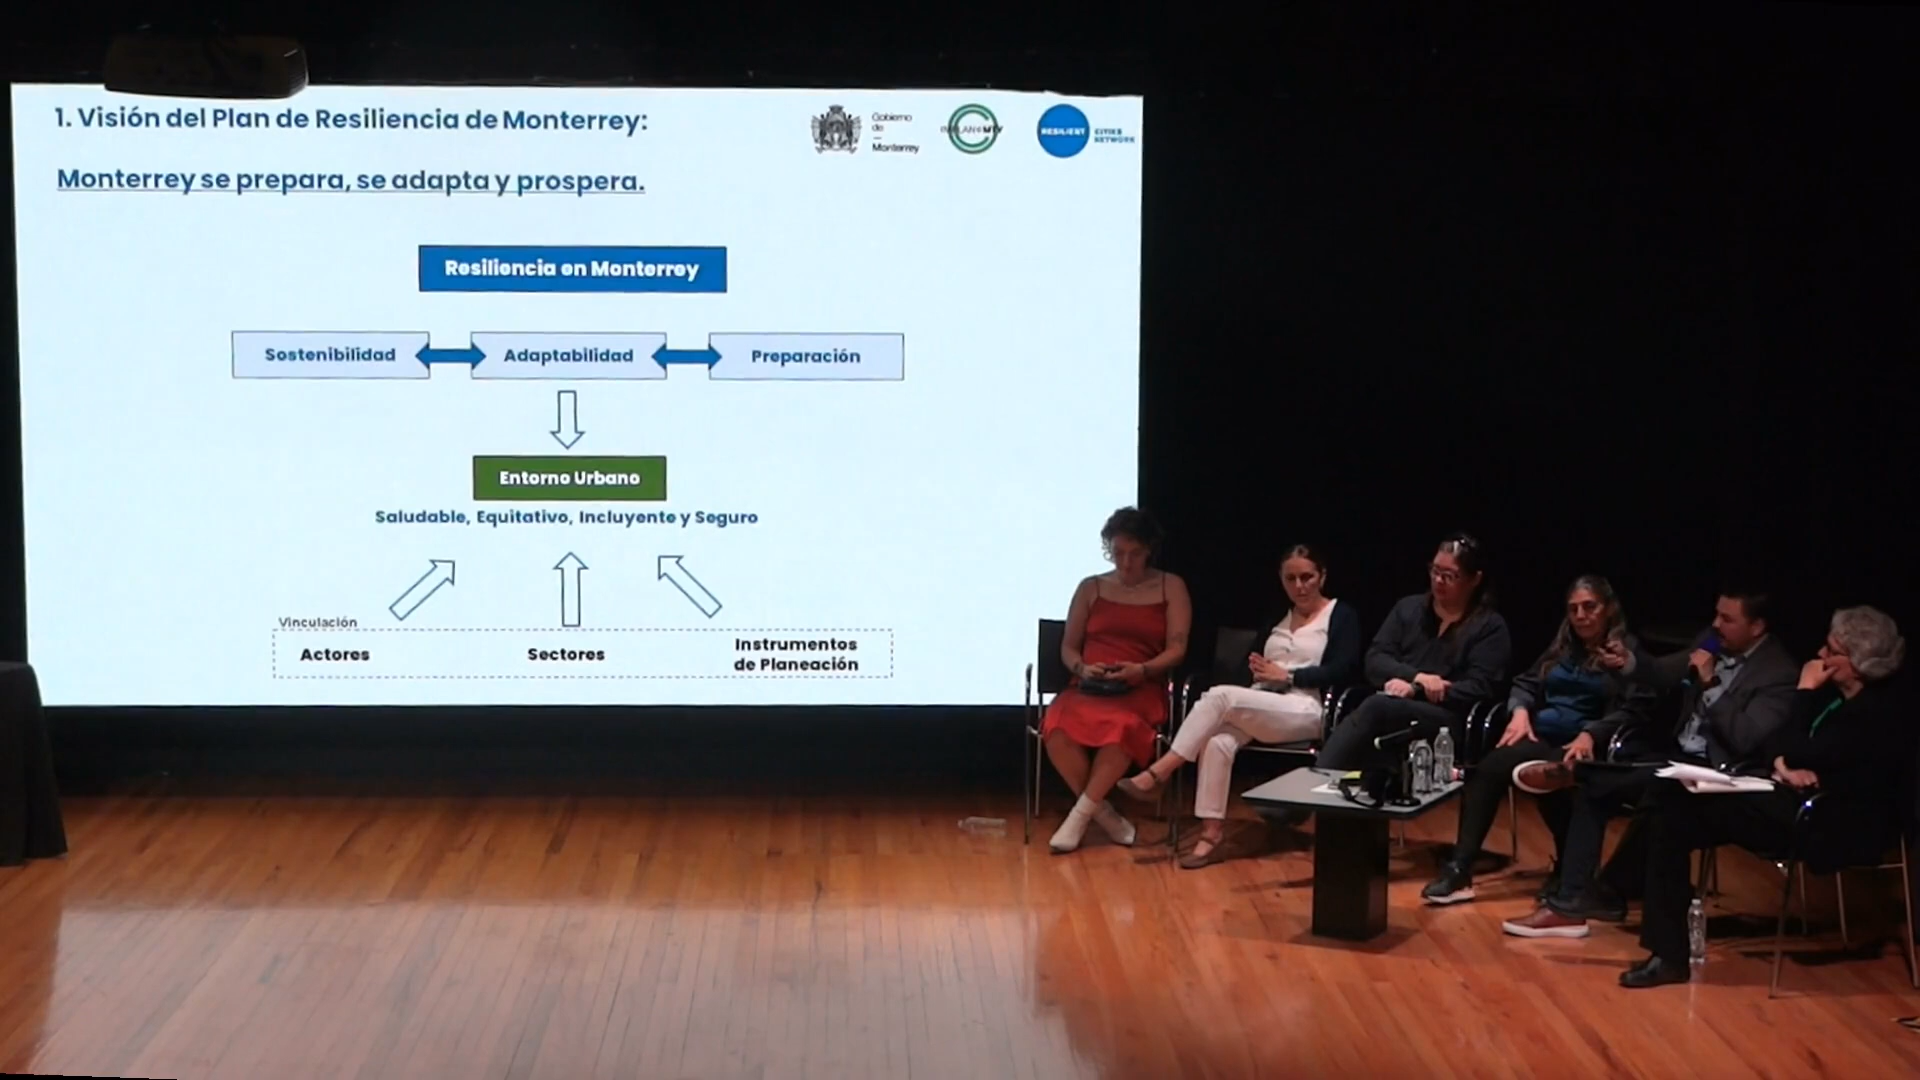 1. Visión del Plan de Resiliencia de Monterrey:
Gobierno
de
Monterrey
RESILIENT
CITIES
NETWORK
Monterrey se prepara, se adapta y prospera.
Resiliencia en Monterrey
Sostenibilidad
Adaptabilidad
Preparación
Entorno Urbano
Saludable, Equitativo, Incluyente y Seguro
Vinculación
Actores
Sectores
Instrumentos
de Planeación